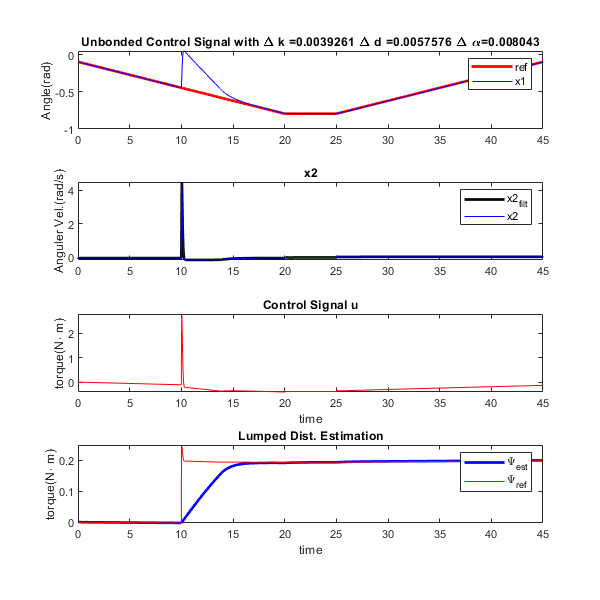 Unbonded Control Signal with Δ k =0.0039261 Δ d =0.0057576 Δ α=0.008043
Angle(rad)
0
-0.5
-1
ref
x1
0 5 10 15 20 25 30 35 40 45
x2
Anguler Vel.(rad/s)
4
2
0
x2filt
x2
0 5 10 15 20 25 30 35 40 45
Control Signal u
torque(N· m)
2
1
0
0 5 10 15 20 25 30 35 40 45
time
Lumped Dist. Estimation
torque(N· m)
0.2
0.1
0
Ψest
Ψref
0 5 10 15 20 25 30 35 40 45
time